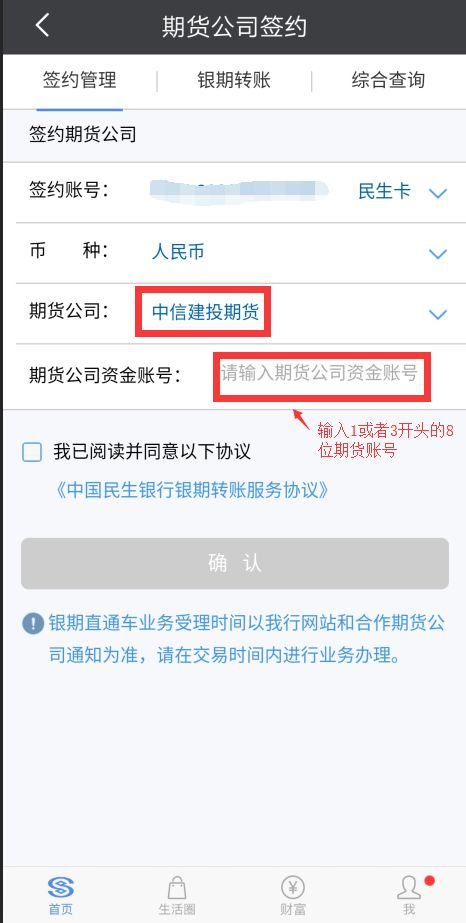 期货公司签约
签约管理 银期转账 综合查询
签约期货公司
签约账号： 民生卡
币 种： 人民币
期货公司： 中信建投期货
期货公司资金账号： 请输入期货公司资金账号
输入1或者3开头的8
位期货账号
我已阅读并同意以下协议
《中国民生银行银期转账服务协议》
确 认
银期直通车业务受理时间以我行网站和合作期货公
司通知为准，请在交易时间内进行业务办理。
首页 生活圈 财富 我